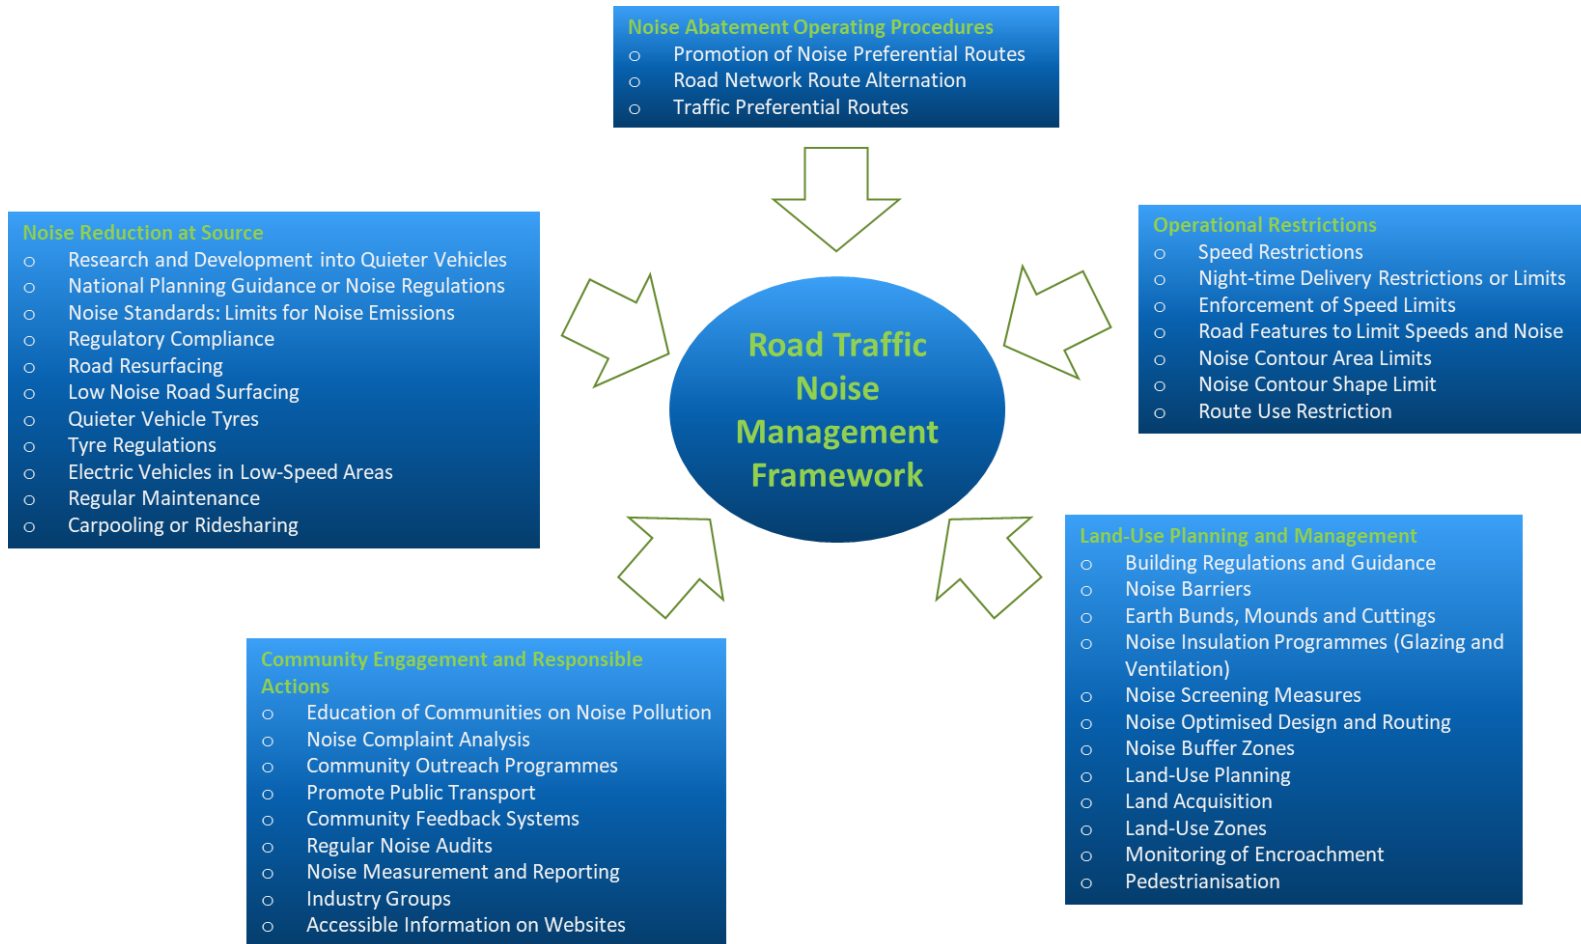 Noise Abatement Operating Procedures
o Promotion of Noise Preferential Routes
o Road Network Route Alternation
o Traffic Preferential Routes
Noise Reduction at Source
o Research and Development into Quieter Vehicles
o National Planning Guidance or Noise Regulations
o Noise Standards: Limits for Noise Emissions
o Regulatory Compliance
o Road Resurfacing
o Low Noise Road Surfacing
o Quieter Vehicle Tyres
o Tyre Regulations
o Electric Vehicles in Low-Speed Areas
o Regular Maintenance
o Carpooling or Ridesharing
Road Traffic
Noise
Management
Framework
Operational Restrictions
o Speed Restrictions
o Night-time Delivery Restrictions or Limits
o Enforcement of Speed Limits
o Road Features to Limit Speeds and Noise
o Noise Contour Area Limits
o Noise Contour Shape Limit
o Route Use Restriction
Community Engagement and Responsible
Actions
o Education of Communities on Noise Pollution
o Noise Complaint Analysis
o Community Outreach Programmes
o Promote Public Transport
o Community Feedback Systems
o Regular Noise Audits
o Noise Measurement and Reporting
o Industry Groups
o Accessible Information on Websites
Land-Use Planning and Management
o Building Regulations and Guidance
o Noise Barriers
o Earth Bunds, Mounds and Cuttings
o Noise Insulation Programmes (Glazing and
Ventilation)
o Noise Screening Measures
o Noise Optimised Design and Routing
o Noise Buffer Zones
o Land-Use Planning
o Land Acquisition
o Land-Use Zones
o Monitoring of Encroachment
o Pedestrianisation